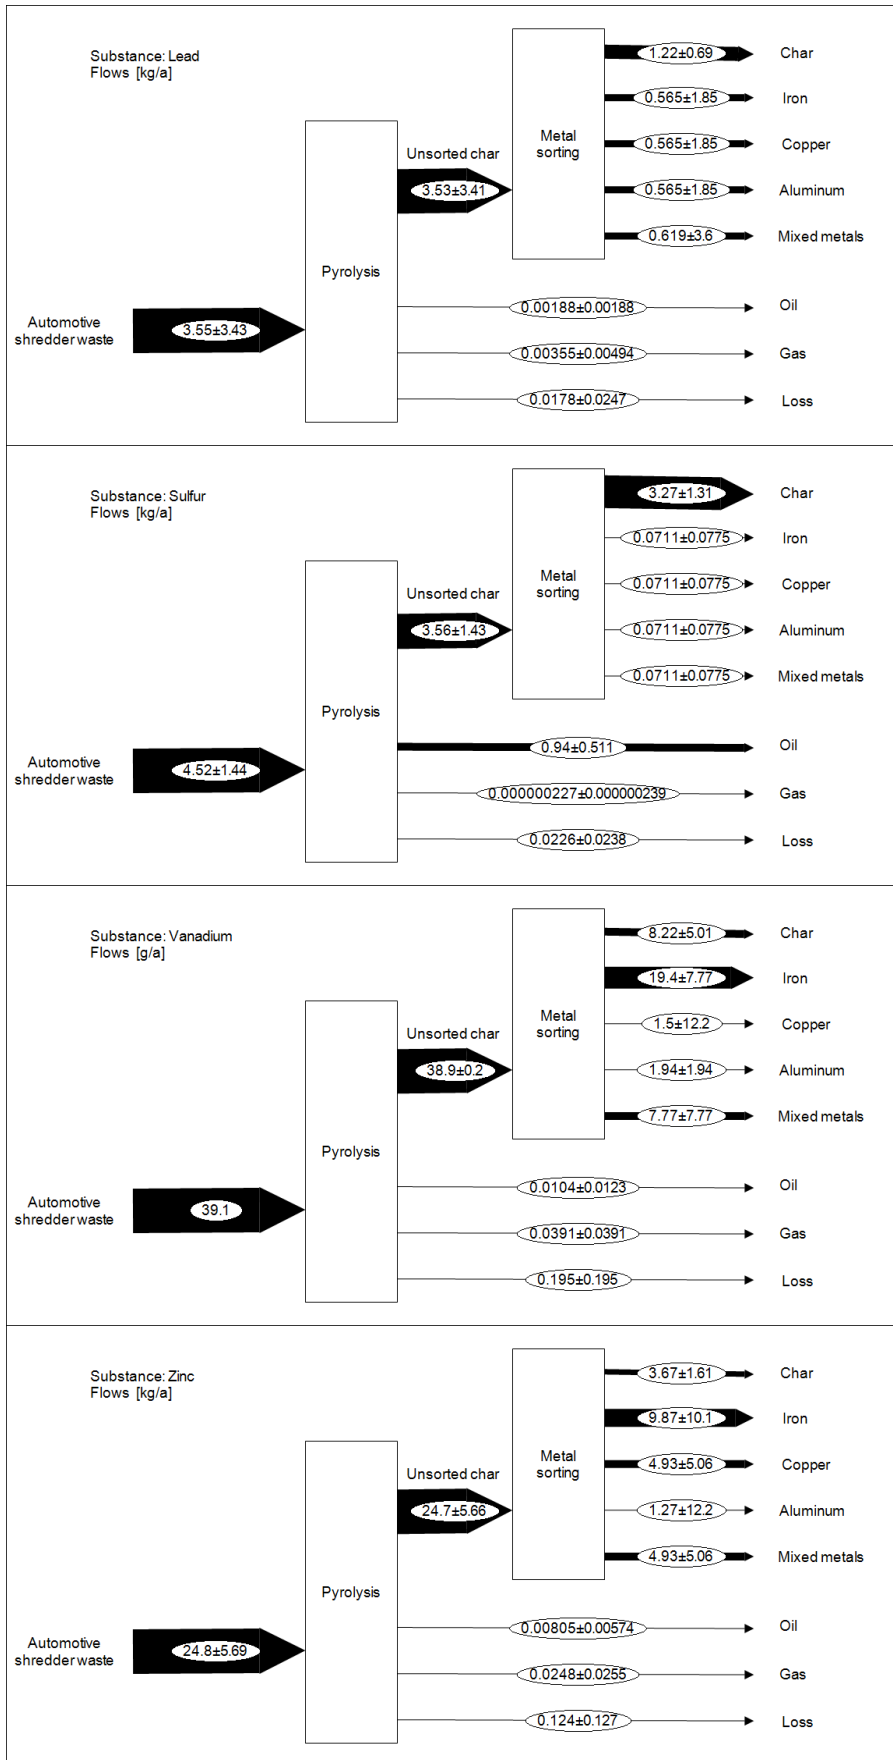 Substance: Lead
Flows [kg/a]
1.22±0.69
Char
0.565±1.85
Iron
Metal
sorting
0.565±1.85
Copper
Unsorted char
3.53±3.41
0.565±1.85
Aluminum
0.619±3.6
Mixed metals
Pyrolysis
Automotive
shredder waste
3.55±3.43
0.00188±0.00188
Oil
0.00355±0.00494
Gas
0.0178±0.0247
Loss
Substance: Sulfur
Flows [kg/a]
3.27±1.31
Char
0.0711±0.0775
Iron
Metal
sorting
0.0711±0.0775
Copper
Unsorted char
3.56±1.43
0.0711±0.0775
Aluminum
0.0711±0.0775
Mixed metals
Pyrolysis
Automotive
shredder waste
4.52±1.44
0.94±0.511
Oil
0.000000227±0.000000239
Gas
0.0226±0.0238
Loss
Substance: Vanadium
Flows [g/a]
8.22±5.01
Char
19.4±7.77
Iron
Metal
sorting
1.5±12.2
Copper
Unsorted char
38.9±0.2
1.94±1.94
Aluminum
7.77±7.77
Mixed metals
Pyrolysis
Automotive
shredder waste
39.1
0.0104±0.0123
Oil
0.0391±0.0391
Gas
0.195±0.195
Loss
Substance: Zinc
Flows [kg/a]
3.67±1.61
Char
9.87±10.1
Iron
Metal
sorting
4.93±5.06
Copper
Unsorted char
24.7±5.66
1.27±12.2
Aluminum
4.93±5.06
Mixed metals
Pyrolysis
Automotive
shredder waste
24.8±5.69
0.00805±0.00574
Oil
0.0248±0.0255
Gas
0.124±0.127
Loss